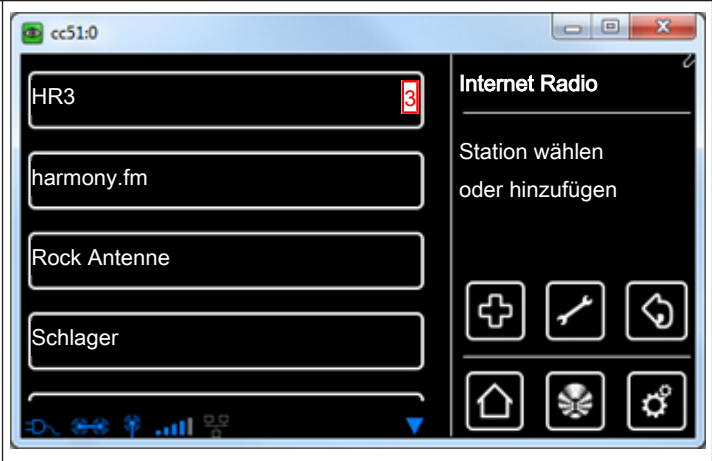 cc51:0
HR3
3
harmony.fm
Rock Antenne
Schlager
Internet Radio
Station wählen
oder hinzufügen